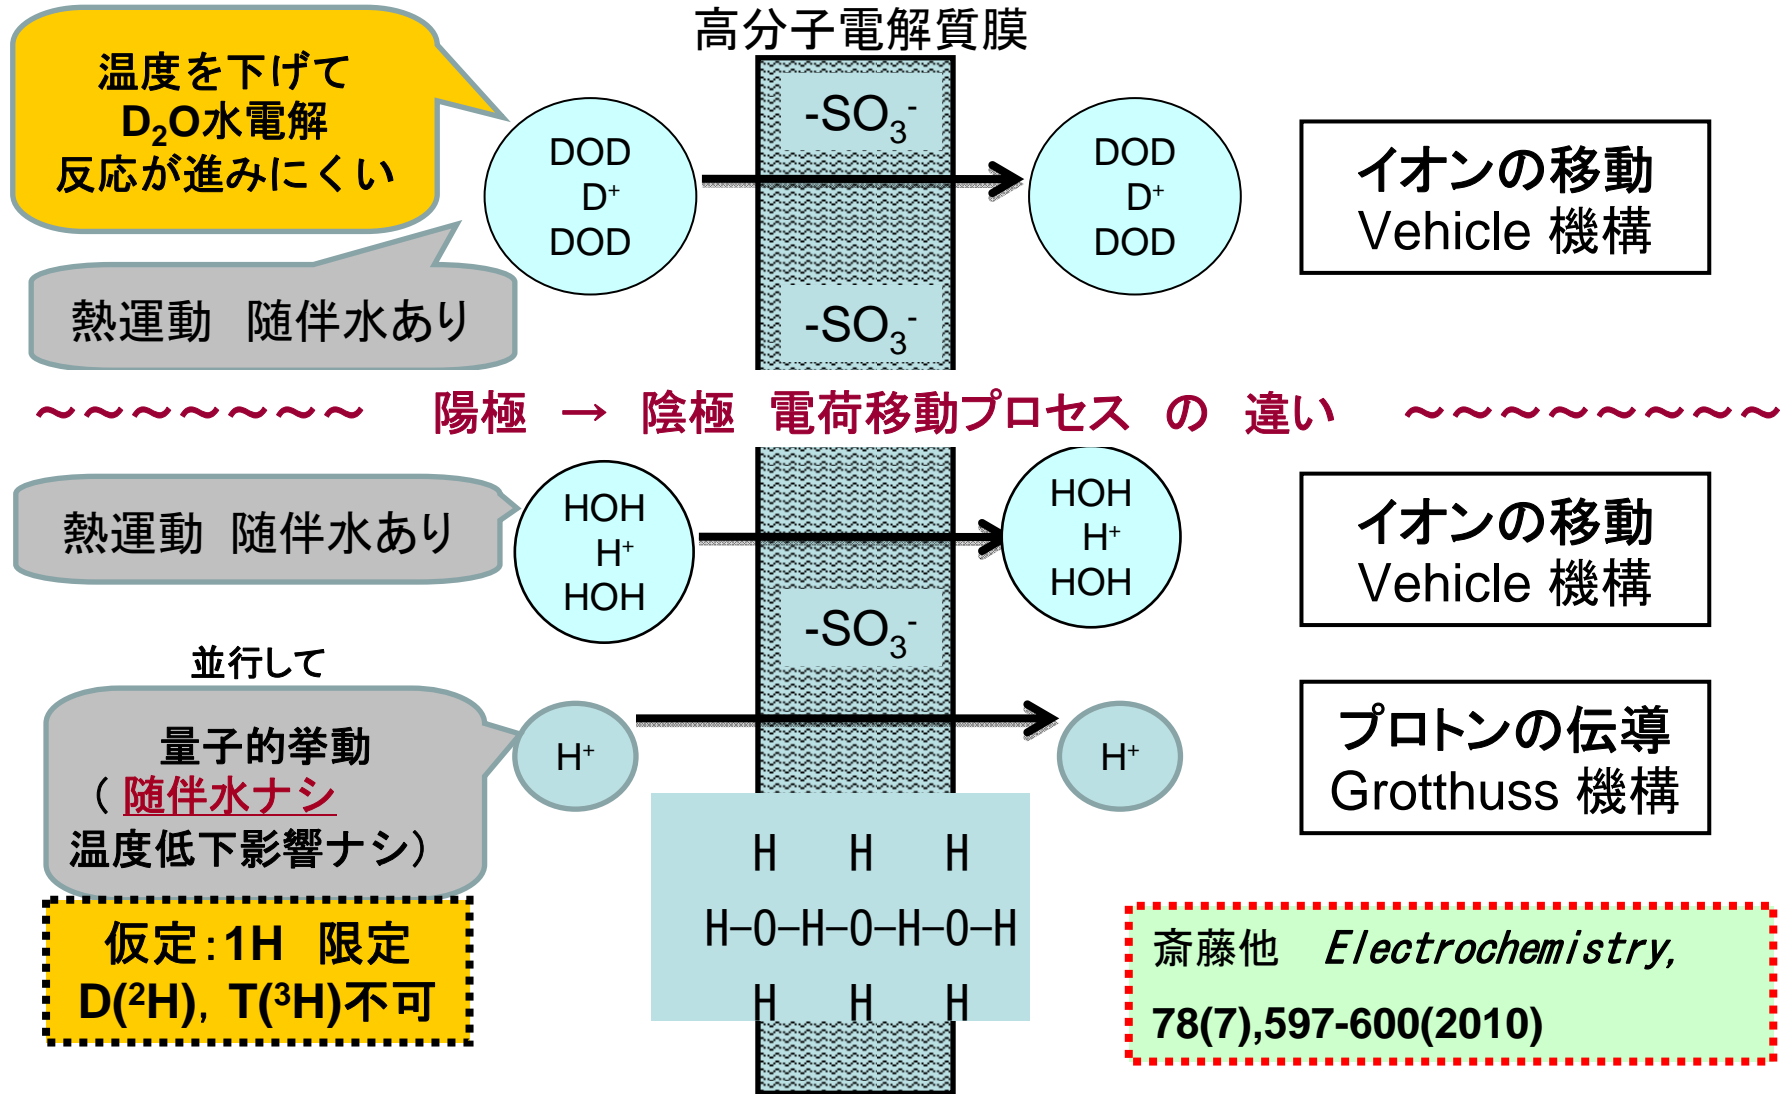 高分子電解質膜
温度を下げて
D₂O水電解
反応が進みにくい
熱運動　随伴水あり
DOD
D⁺
DOD
-SO₃⁻
-SO₃⁻
DOD
D⁺
DOD
イオンの移動
Vehicle 機構
～～～～～～～　陽極　→　陰極　電荷移動プロセス　の　違い　～～～～～～～～
熱運動　随伴水あり
HOH
H⁺
HOH
-SO₃⁻
HOH
H⁺
HOH
イオンの移動
Vehicle 機構
並行して
量子的挙動
（ 随伴水ナシ
温度低下影響ナシ）
H⁺
H⁺
プロトンの伝導
Grotthuss 機構
H H H
H−O−H−O−H−O−H
H H H
仮定：1H　限定
D(²H)，T(³H)不可
斎藤他　Electrochemistry,
78(7),597-600(2010)